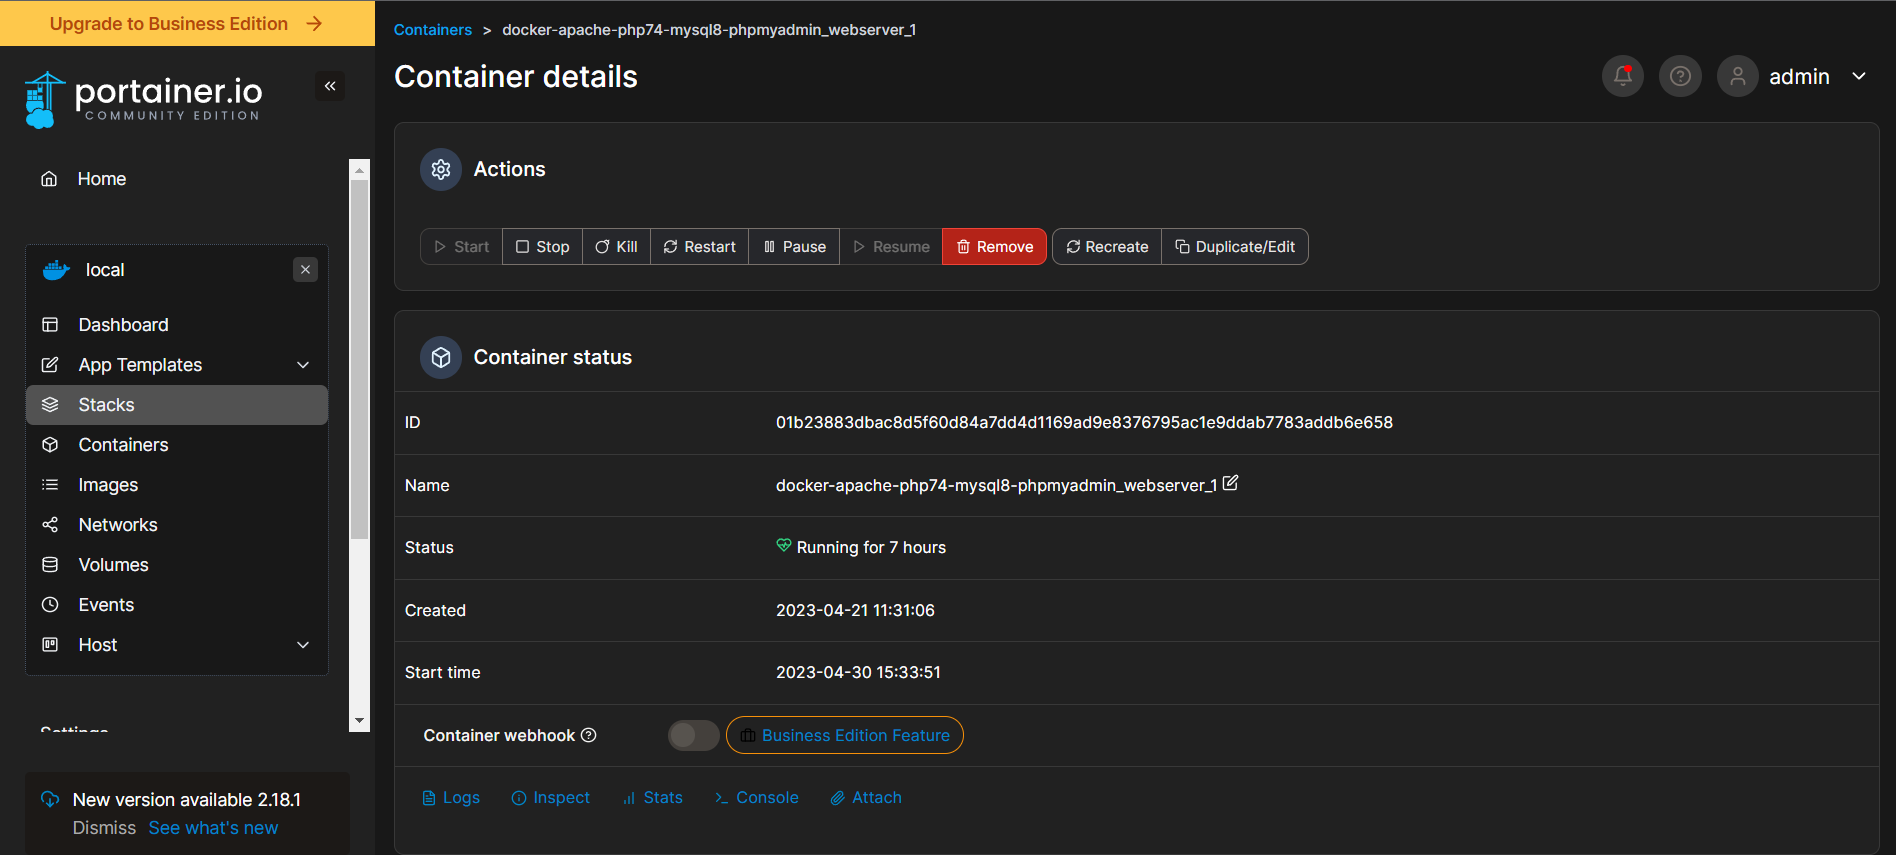 Upgrade to Business Edition
portainer.io
COMMUNITY EDITION
Home
local
Dashboard
App Templates
Stacks
Containers
Images
Networks
Volumes
Events
Host
Settings
New version available 2.18.1
Dismiss See what's new
Containers > docker-apache-php74-mysql8-phpmyadmin_webserver_1
Container details
admin
Actions
Start Stop Kill Restart Pause Resume Remove Recreate Duplicate/Edit
Container status
ID 01b23883dbac8d5f60d84a7dd4d1169ad9e8376795ac1e9ddab7783addb6e658
Name docker-apache-php74-mysql8-phpmyadmin_webserver_1
Status Running for 7 hours
Created 2023-04-21 11:31:06
Start time 2023-04-30 15:33:51
Container webhook Business Edition Feature
Logs Inspect Stats Console Attach